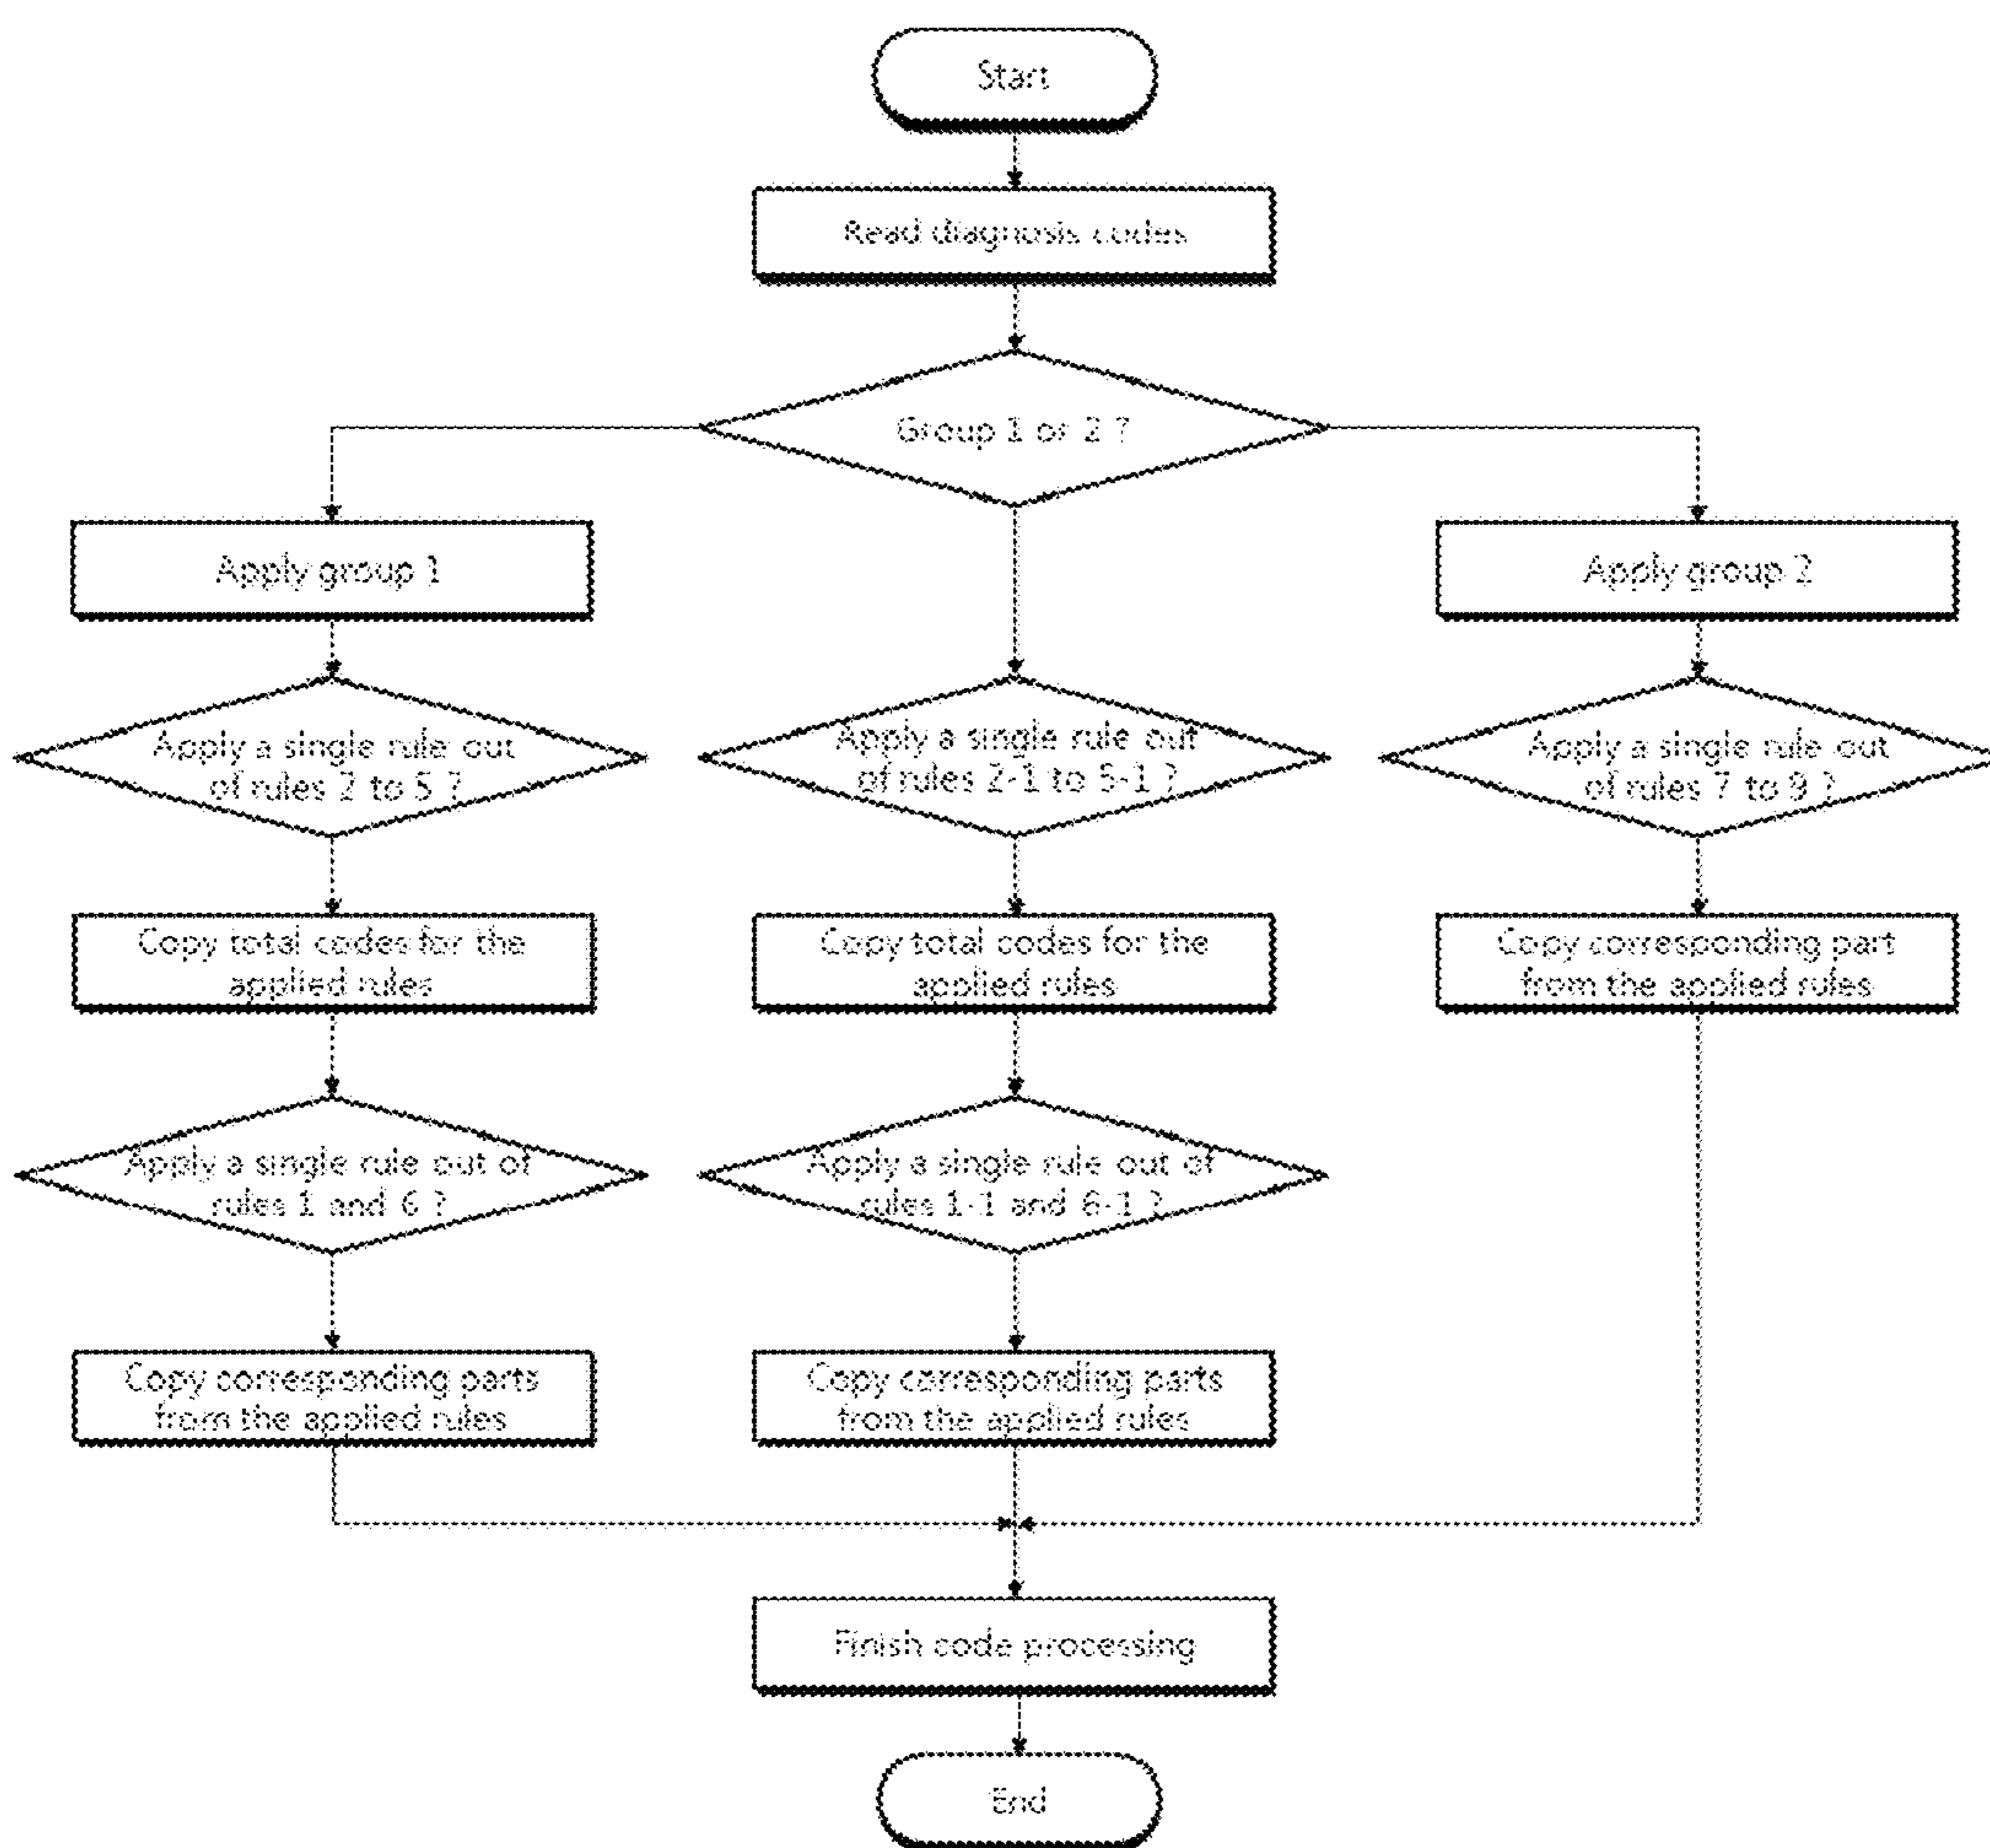 Start
Read diagnosis codes
Group 1 or 2 ?
Apply group 1
Apply group 2
Apply a single rule out
of rules 2 to 5 ?
Apply a single rule out
of rules 2-1 to 5-1 ?
Apply a single rule out
of rules 7 to 9 ?
Copy total codes for the
applied rules
Copy total codes for the
applied rules
Copy corresponding part
from the applied rules
Apply a single rule out of
rules 1 and 6 ?
Apply a single rule out of
rules 1-1 and 6-1 ?
Copy corresponding parts
from the applied rules
Copy corresponding parts
from the applied rules
Finish code processing
End